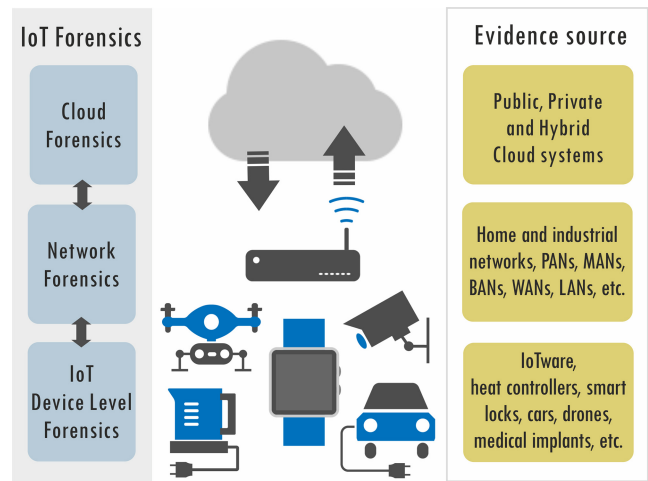 IoT Forensics
Cloud
Forensics
Network
Forensics
IoT
Device Level
Forensics
Evidence source
Public, Private
and Hybrid
Cloud systems
Home and industrial
networks, PANs, MANs,
BANs, WANs, LANs, etc.
IoTware,
heat controllers, smart
locks, cars, drones,
medical implants, etc.